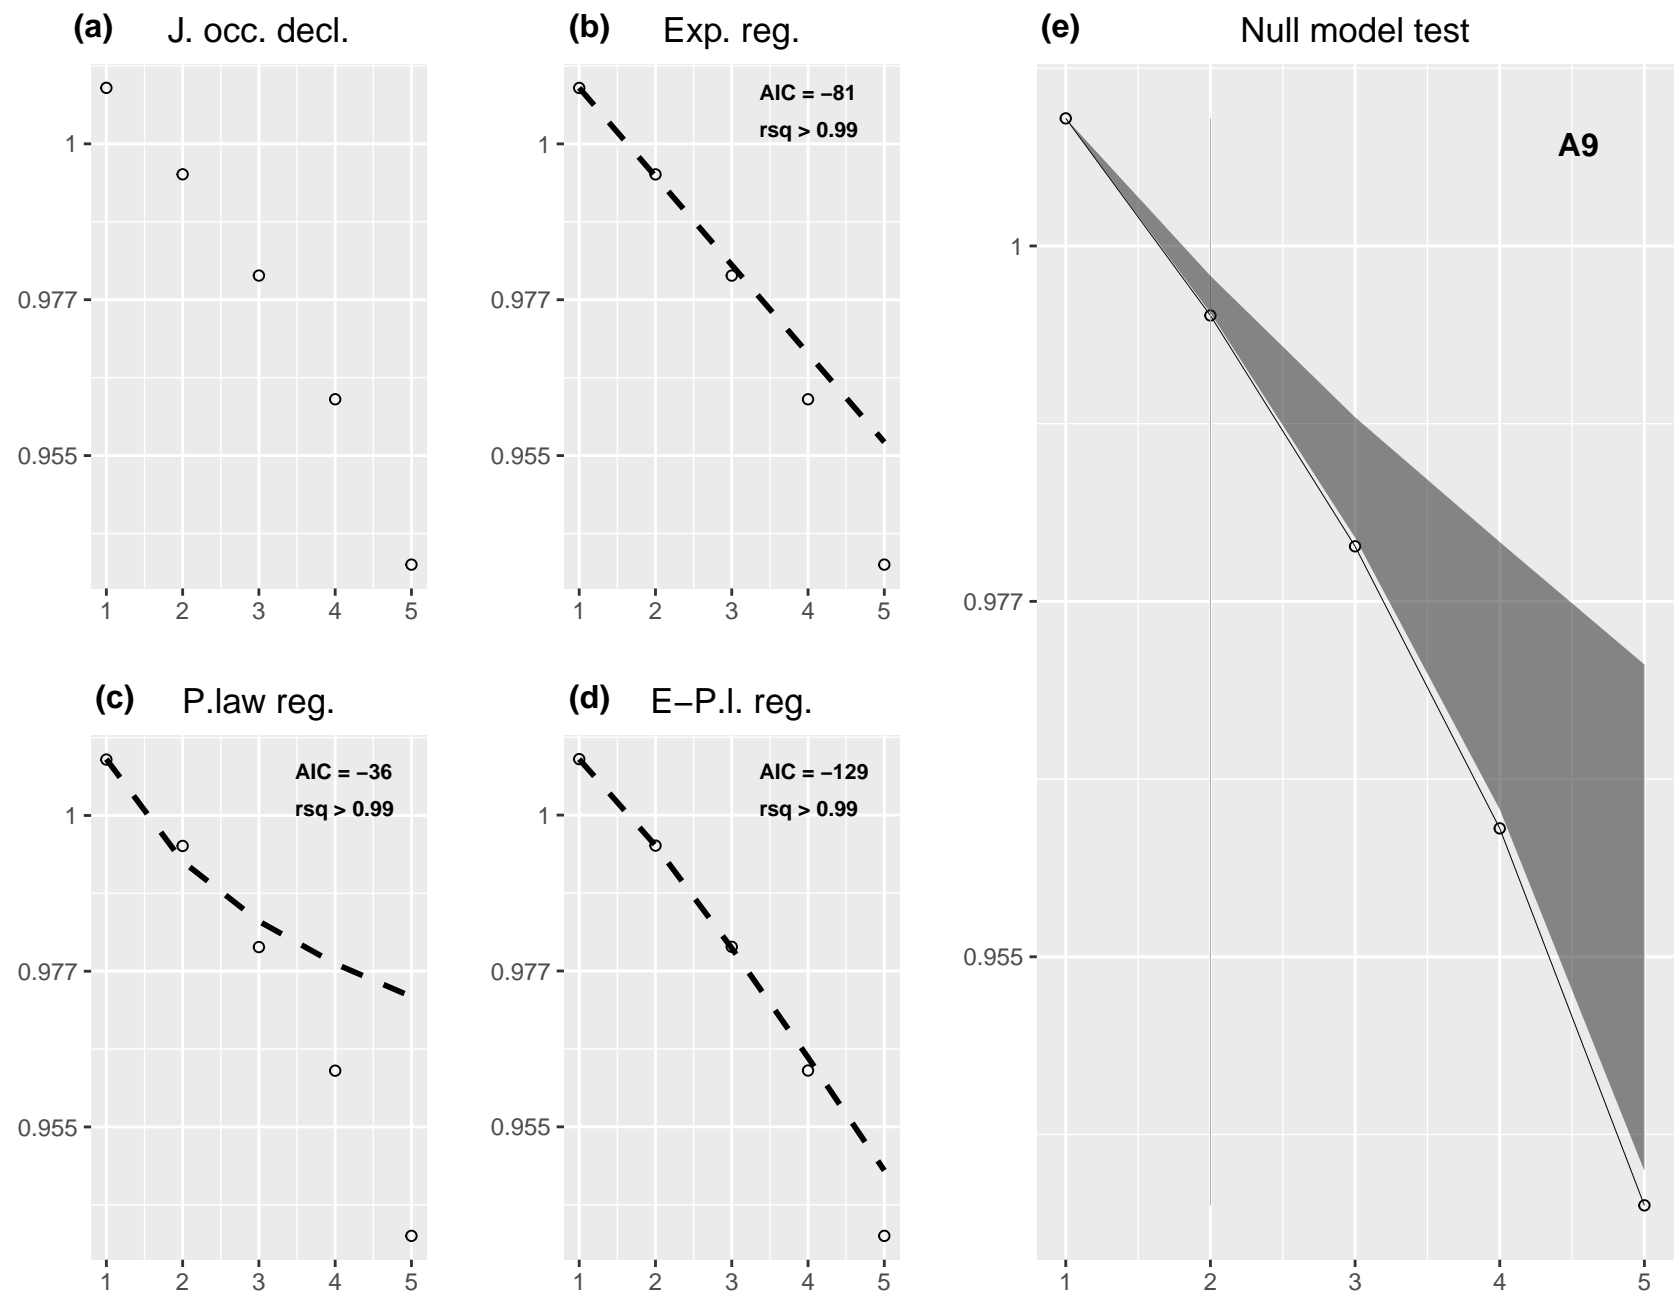 (a) J. occ. decl.
1
0.977
0.955
1 2 3 4 5
(b) Exp. reg.
AIC = −81
rsq > 0.99
1
0.977
0.955
1 2 3 4 5
(c) P.law reg.
AIC = −36
rsq > 0.99
1
0.977
0.955
1 2 3 4 5
(d) E−P.l. reg.
AIC = −129
rsq > 0.99
1
0.977
0.955
1 2 3 4 5
(e) Null model test
A9
1
0.977
0.955
1 2 3 4 5